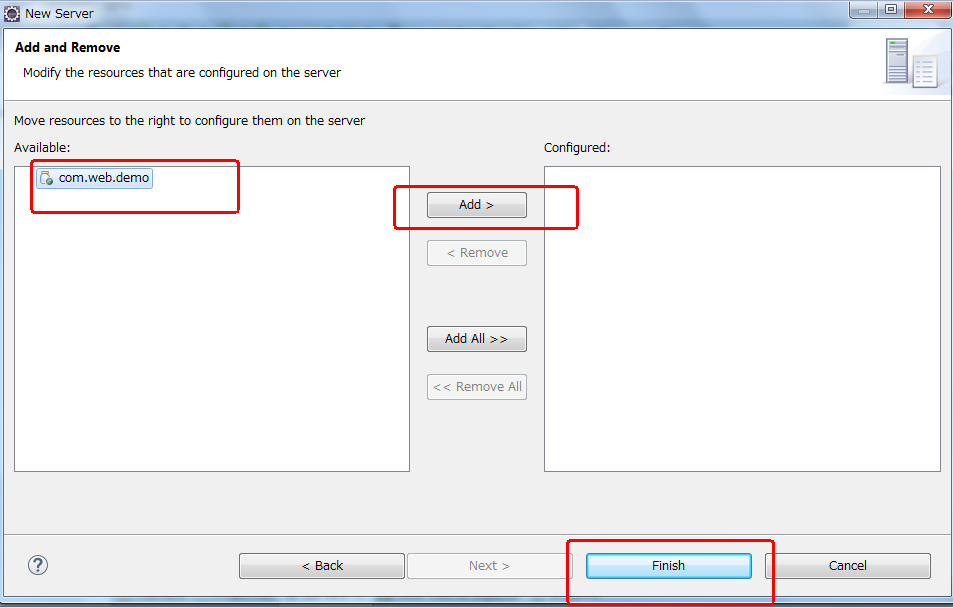 New Server
Add and Remove
Modify the resources that are configured on the server
Move resources to the right to configure them on the server
Available:
Configured:
com.web.demo
Add >
< Remove
Add All >>
<< Remove All
< Back
Next >
Finish
Cancel